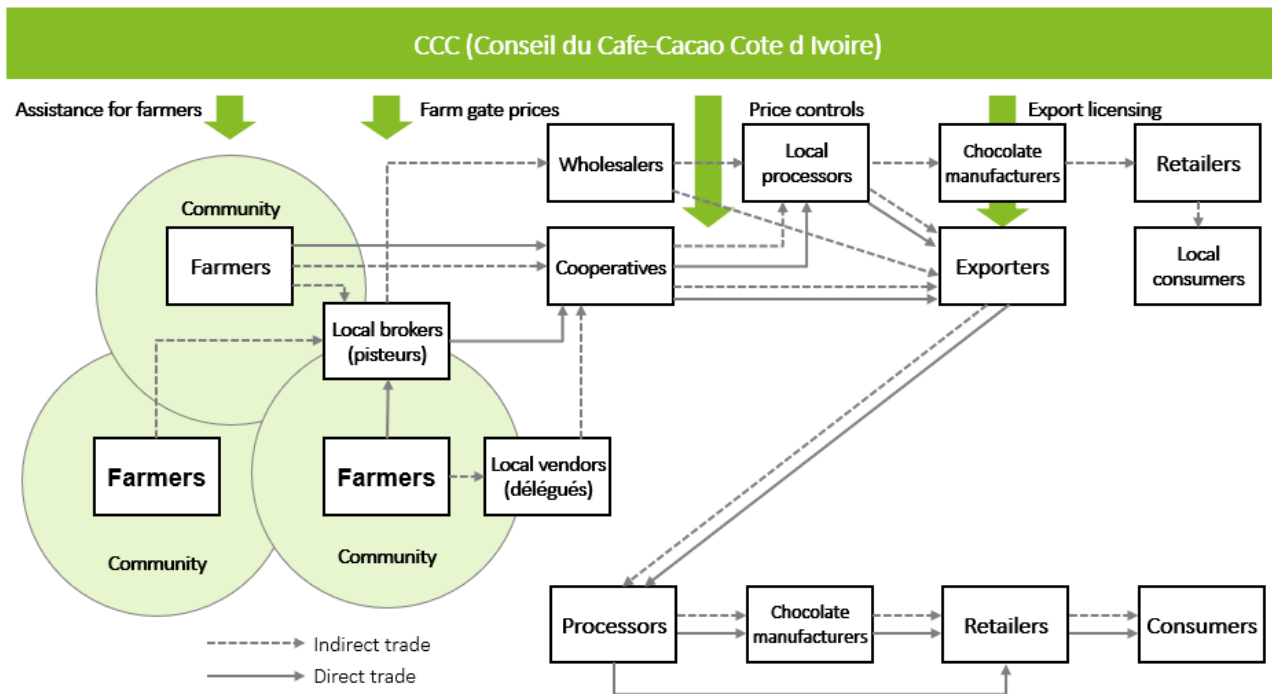 CCC (Conseil du Cafe-Cacao Cote d Ivoire)
Assistance for farmers
Farm gate prices
Price controls
Export licensing
Wholesalers
Local
processors
Chocolate
manufacturers
Retailers
Community
Farmers
Cooperatives
Exporters
Local
consumers
Local brokers
(pisteurs)
Farmers
Community
Farmers
Community
Local vendors
(délégués)
Processors
Chocolate
manufacturers
Retailers
Consumers
Indirect trade
Direct trade